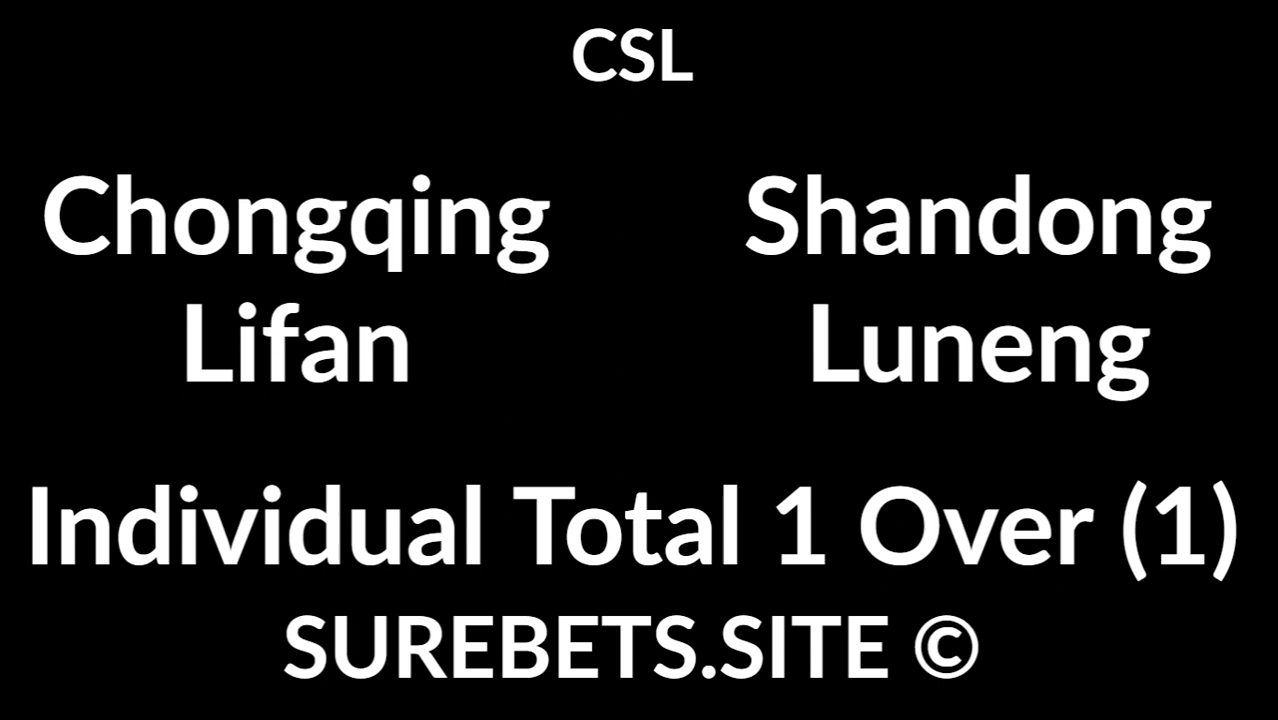 CSL
Chongqing
Lifan
Shandong
Luneng
Individual Total 1 Over (1)
SUREBETS.SITE ©